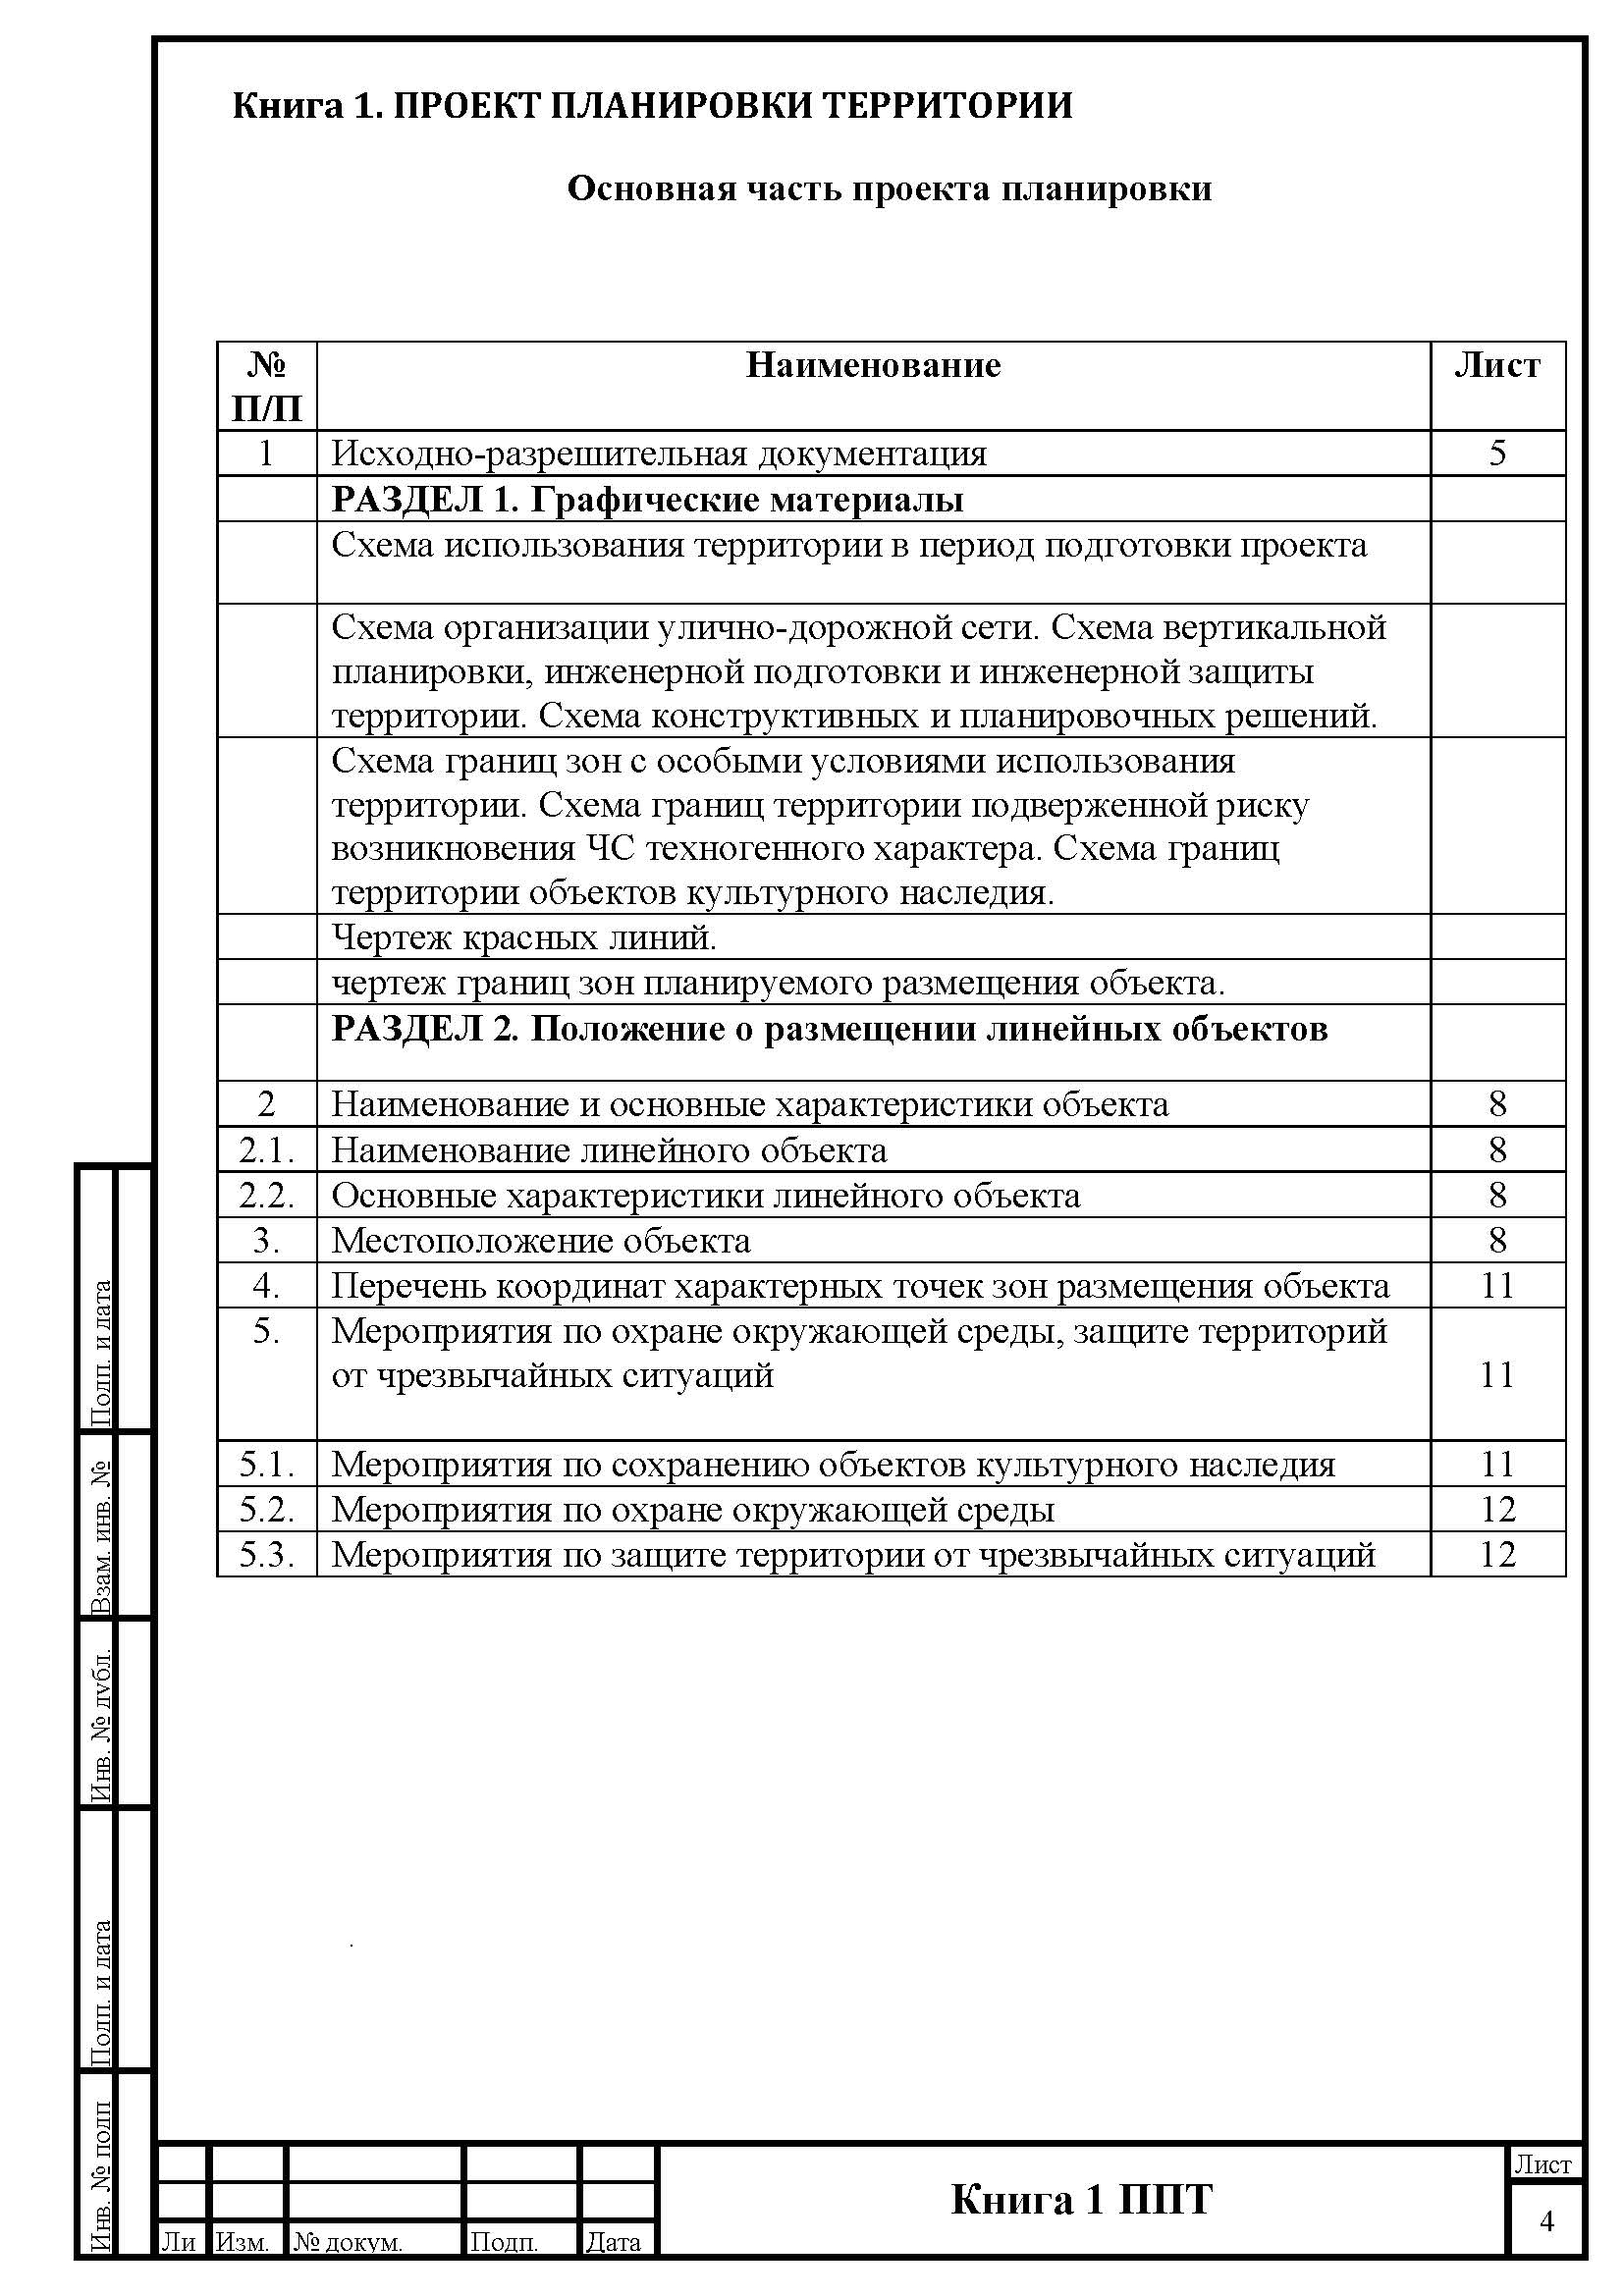 Книга 1. ПРОЕКТ ПЛАНИРОВКИ ТЕРРИТОРИИ
Основная часть проекта планировки
№ П/П Наименование Лист
1 Исходно-разрешительная документация 5
РАЗДЕЛ 1. Графические материалы
Схема использования территории в период подготовки проекта
Схема организации улично-дорожной сети. Схема вертикальной
планировки, инженерной подготовки и инженерной защиты
территории. Схема конструктивных и планировочных решений.
Схема границ зон с особыми условиями использования
территории. Схема границ территории подверженной риску
возникновения ЧС техногенного характера. Схема границ
территории объектов культурного наследия.
Чертеж красных линий.
чертеж границ зон планируемого размещения объекта.
РАЗДЕЛ 2. Положение о размещении линейных объектов
2 Наименование и основные характеристики объекта 8
2.1. Наименование линейного объекта 8
2.2. Основные характеристики линейного объекта 8
3. Местоположение объекта 8
4. Перечень координат характерных точек зон размещения объекта 11
5. Мероприятия по охране окружающей среды, защите территорий
от чрезвычайных ситуаций 11
5.1. Мероприятия по сохранению объектов культурного наследия 11
5.2. Мероприятия по охране окружающей среды 12
5.3. Мероприятия по защите территории от чрезвычайных ситуаций 12
Подп. и дата
Взам. инв. №
Инв. № дубл.
Подп. и дата
Инв. № подп
Ли Изм. № докум. Подп. Дата
Книга 1 ППТ
Лист
4